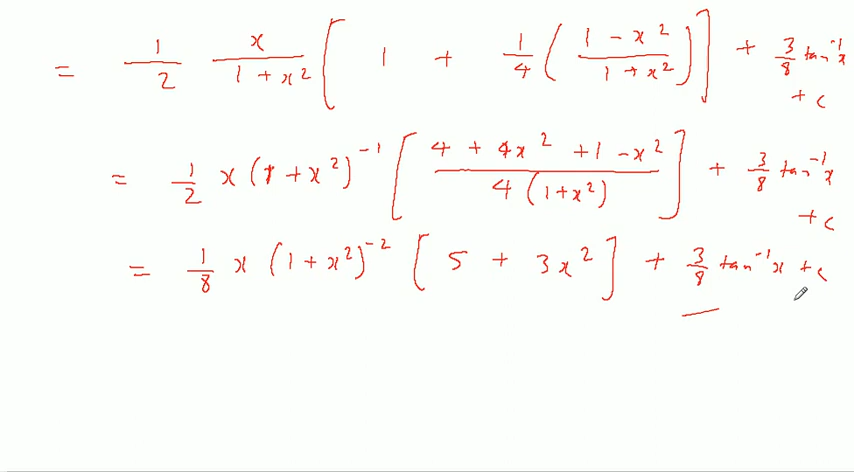 = 1/2 x/(1 + x²) [ 1 + 1/4 ( (1 - x²)/(1 + x²) ) ] + 3/8 tan⁻¹x
+ c
= 1/2 x (1 + x²)⁻¹ [ (4 + 4x² + 1 - x²)/(4(1+x²)) ] + 3/8 tan⁻¹x
+ c
= 1/8 x (1 + x²)⁻² [ 5 + 3x² ] + 3/8 tan⁻¹x + c